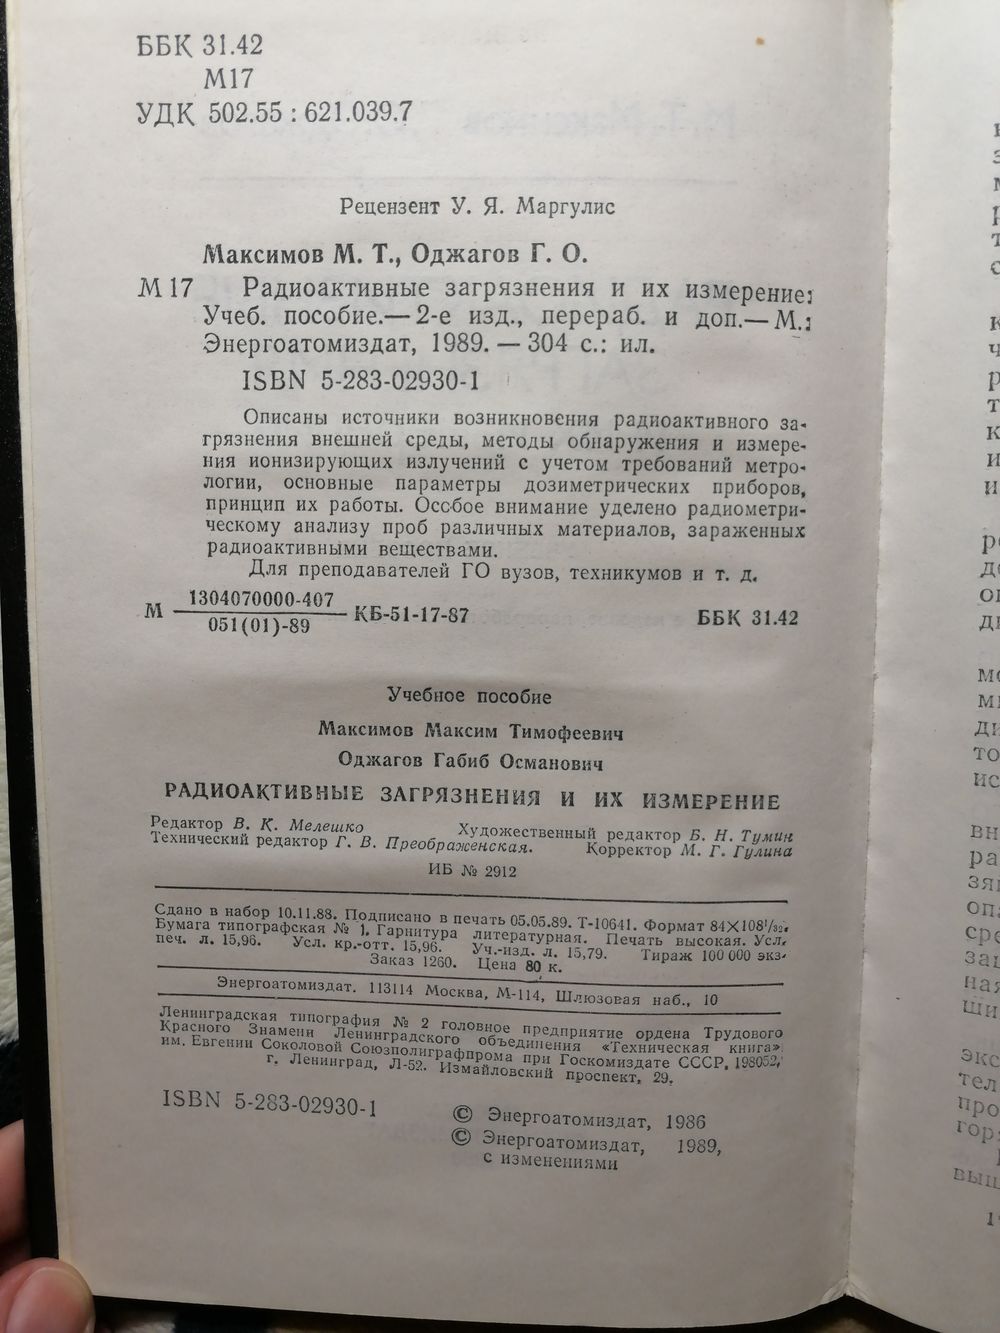 ББК 31.42
М17
УДК 502.55 : 621.039.7
Рецензент У. Я. Маргулис
Максимов М. Т., Оджагов Г. О.
М 17 Радиоактивные загрязнения и их измерение:
Учеб. пособие.— 2-е изд., перераб. и доп.— М.:
Энергоатомиздат, 1989. — 304 с.: ил.
ISBN 5-283-02930-1
Описаны источники возникновения радиоактивного за-
грязнения внешней среды, методы обнаружения и измере-
ния ионизирующих излучений с учетом требований метро-
логии, основные параметры дозиметрических приборов,
принцип их работы. Особое внимание уделено радиометри-
ческому анализу проб различных материалов, зараженных
радиоактивными веществами.
Для преподавателей ГО вузов, техникумов и т. д.
М 1304070000-407 / 051(01)-89 КБ-51-17-87 ББК 31.42
Учебное пособие
Максимов Максим Тимофеевич
Оджагов Габиб Османович
РАДИОАКТИВНЫЕ ЗАГРЯЗНЕНИЯ И ИХ ИЗМЕРЕНИЕ
Редактор В. К. Мелешко Художественный редактор Б. Н. Тумин
Технический редактор Г. В. Преображенская. Корректор М. Г. Гулина
ИБ № 2912
Сдано в набор 10.11.88. Подписано в печать 05.05.89. Т-10641. Формат 84×108¹/₃₂.
Бумага типографская № 1. Гарнитура литературная. Печать высокая. Усл.
печ. л. 15,96. Усл. кр.-отт. 15,96. Уч.-изд. л. 15,79. Тираж 100 000 экз.
Заказ 1260. Цена 80 к.
Энергоатомиздат. 113114 Москва, М-114, Шлюзовая наб., 10
Ленинградская типография № 2 головное предприятие ордена Трудового
Красного Знамени Ленинградского объединения «Техническая книга»
им. Евгении Соколовой Союзполиграфпрома при Госкомиздате СССР, 198052,
г. Ленинград, Л-52. Измайловский проспект, 29.
ISBN 5-283-02930-1
© Энергоатомиздат, 1986
© Энергоатомиздат, 1989,
с изменениями